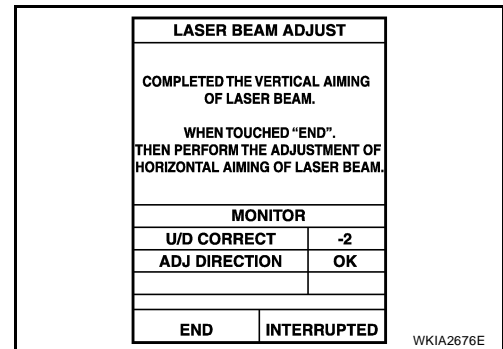 LASER BEAM ADJUST
COMPLETED THE VERTICAL AIMING
OF LASER BEAM.
WHEN TOUCHED “END”.
THEN PERFORM THE ADJUSTMENT OF
HORIZONTAL AIMING OF LASER BEAM.
MONITOR
U/D CORRECT -2
ADJ DIRECTION OK
END INTERRUPTED
WKIA2676E